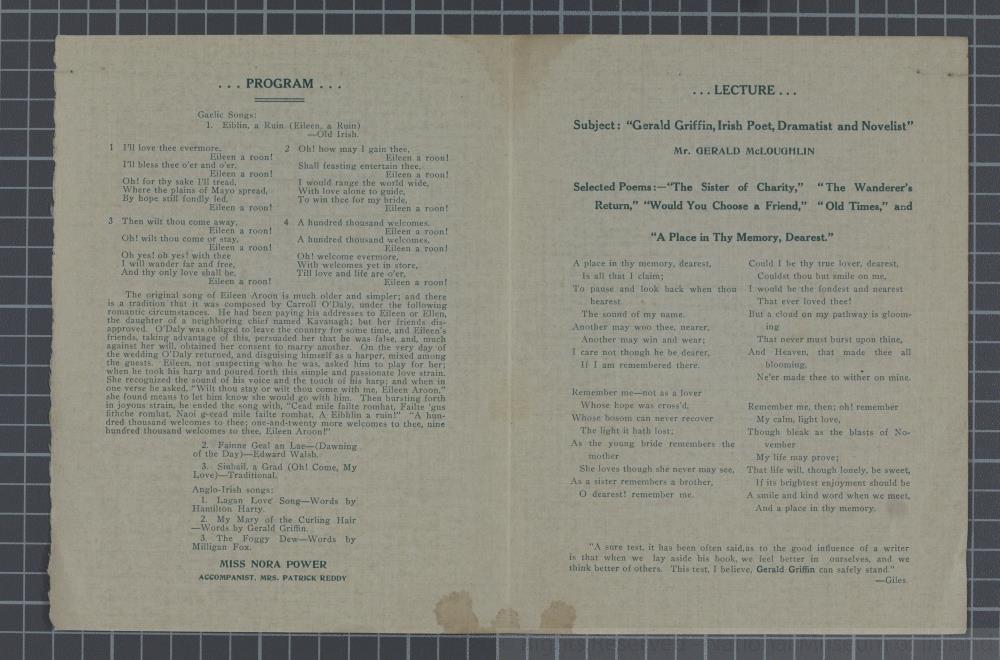 ... PROGRAM ...
Gaelic Songs:
1. Eiblin, a Ruin (Eileen, a Ruin)
—Old Irish.
1 I'll love thee evermore,
Eileen a roon!
I'll bless thee o'er and o'er,
Eileen a roon!
Oh! for thy sake I'll tread,
Where the plains of Mayo spread,
By hope still fondly led,
Eileen a roon!
2 Oh! how may I gain thee,
Eileen a roon!
Shall feasting entertain thee,
Eileen a roon!
I would range the world wide,
With love alone to guide,
To win thee for my bride,
Eileen a roon!
3 Then wilt thou come away,
Eileen a roon!
Oh! wilt thou come or stay,
Eileen a roon!
Oh yes! oh yes! with thee
I will wander far and free,
And thy only love shall be,
Eileen a roon!
4 A hundred thousand welcomes,
Eileen a roon!
A hundred thousand welcomes,
Eileen a roon!
Oh! welcome evermore,
With welcomes yet in store,
Till love and life are o'er,
Eileen a roon!
The original song of Eileen Aroon is much older and simpler; and there
is a tradition that it was composed by Carroll O'Daly, under the following
romantic circumstances. He had been paying his addresses to Eileen or Ellen,
the daughter of a neighboring chief named Kavanagh; but her friends dis-
approved. O'Daly was obliged to leave the country for some time, and Eileen's
friends, taking advantage of this, persuaded her that he was false, and, much
against her will, obtained her consent to marry another. On the very day of
the wedding O'Daly returned, and disguising himself as a harper, mixed among
the guests. Eileen, not suspecting who he was, asked him to play for her;
when he took his harp and poured forth this simple and passionate love strain.
She recognized the sound of his voice and the touch of his harp; and when in
one verse he asked, "Wilt thou stay or wilt thou come with me, Eileen Aroon,"
she found means to let him know she would go with him. Then bursting forth
in joyous strain, he ended the song with, "Cead mile failte romhat, Failte 'gus
fithche romhat, Naoi g-cead mile failte romhat, A Eibhlin a ruin!" "A hun-
dred thousand welcomes to thee; one-and-twenty more welcomes to thee, nine
hundred thousand welcomes to thee, Eileen Aroon!"
2. Fainne Geal an Lae—(Dawning
of the Day)—Edward Walsh.
3. Siubail, a Grad (Oh! Come, My
Love)—Traditional.
Anglo-Irish songs:
1. Lagan Love Song—Words by
Hamilton Harty.
2. My Mary of the Curling Hair
—Words by Gerald Griffin.
3. The Foggy Dew—Words by
Milligan Fox.
MISS NORA POWER
ACCOMPANIST, MRS. PATRICK REDDY
... LECTURE ...
Subject: "Gerald Griffin, Irish Poet, Dramatist and Novelist"
Mr. GERALD McLOUGHLIN
Selected Poems:—"The Sister of Charity," "The Wanderer's
Return," "Would You Choose a Friend," "Old Times," and
"A Place in Thy Memory, Dearest."
A place in thy memory, dearest,
Is all that I claim;
To pause and look back when thou
hearest
The sound of my name.
Another may woo thee, nearer,
Another may win and wear;
I care not though he be dearer,
If I am remembered there.
Remember me—not as a lover
Whose hope was cross'd,
Whose bosom can never recover
The light it hath lost;
As the young bride remembers the
mother
She loves though she never may see,
As a sister remembers a brother,
O dearest! remember me.
Could I be thy true lover, dearest,
Couldst thou but smile on me,
I would be the fondest and nearest
That ever loved thee!
But a cloud on my pathway is gloom-
ing
That never must burst upon thine,
And Heaven, that made thee all
blooming,
Ne'er made thee to wither on mine.
Remember me, then; oh! remember
My calm, light love,
Though bleak as the blasts of No-
vember
My life may prove;
That life will, though lonely, be sweet,
If its brightest enjoyment should be
A smile and kind word when we meet,
And a place in thy memory.
"A sure test, it has been often said, as to the good influence of a writer
is that when we lay aside his book, we feel better in ourselves, and we
think better of others. This test, I believe, Gerald Griffin can safely stand."
—Giles.
© Rights Reserved - National Museum of Ireland